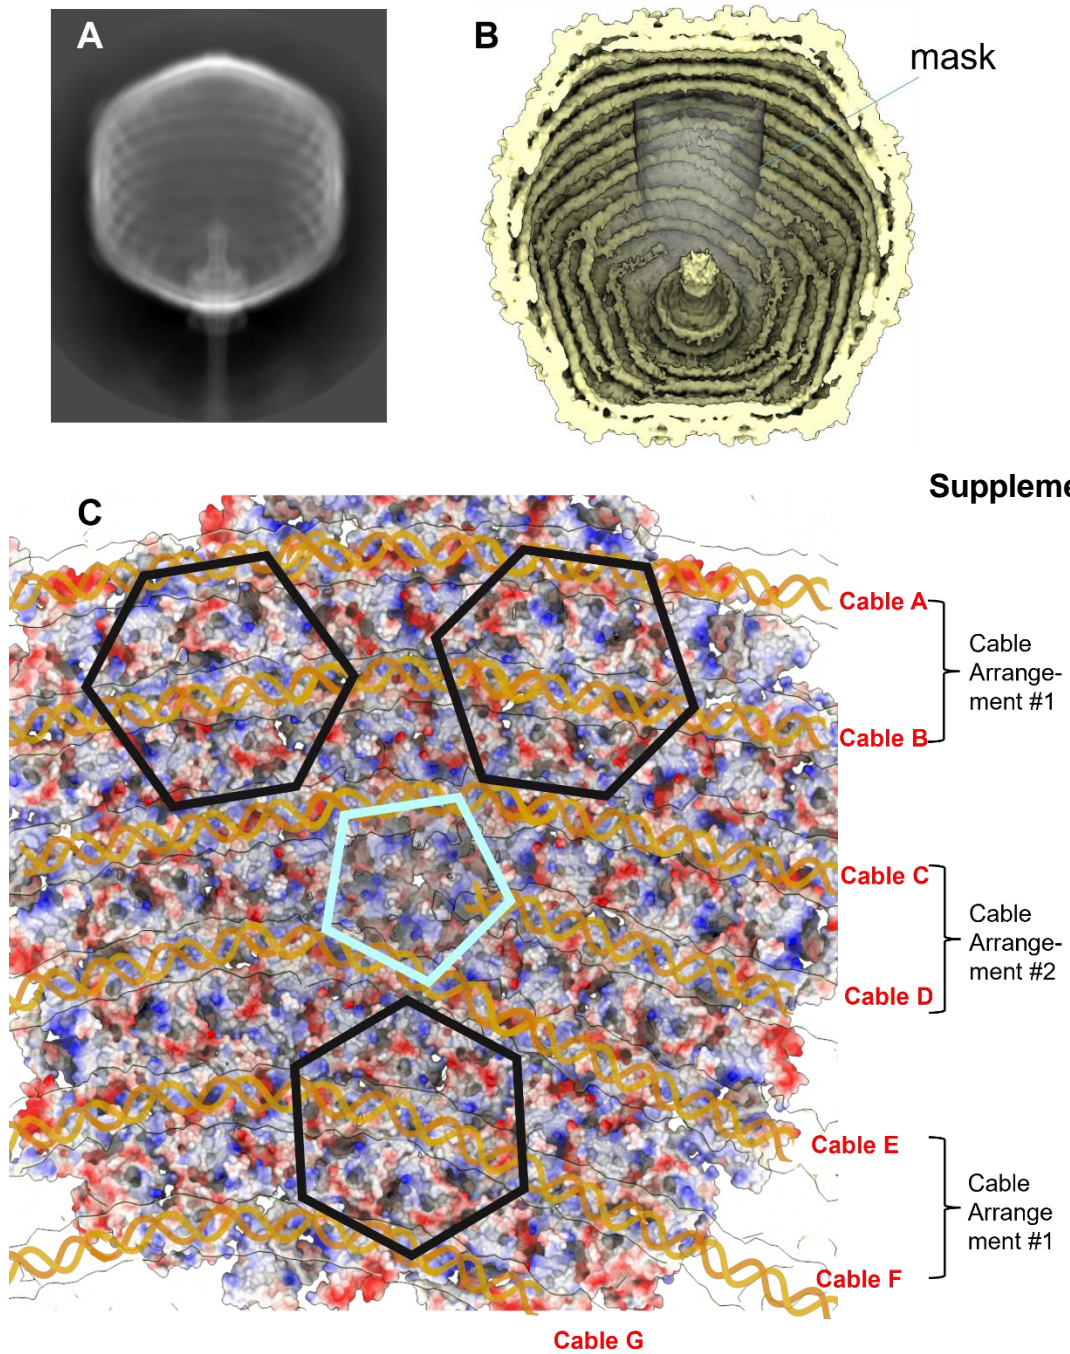 A
B
mask
Suppleme
C
Cable A
Cable
Arrange-
ment #1
Cable B
Cable C
Cable
Arrange-
ment #2
Cable D
Cable E
Cable
Arrange
ment #1
Cable F
Cable G